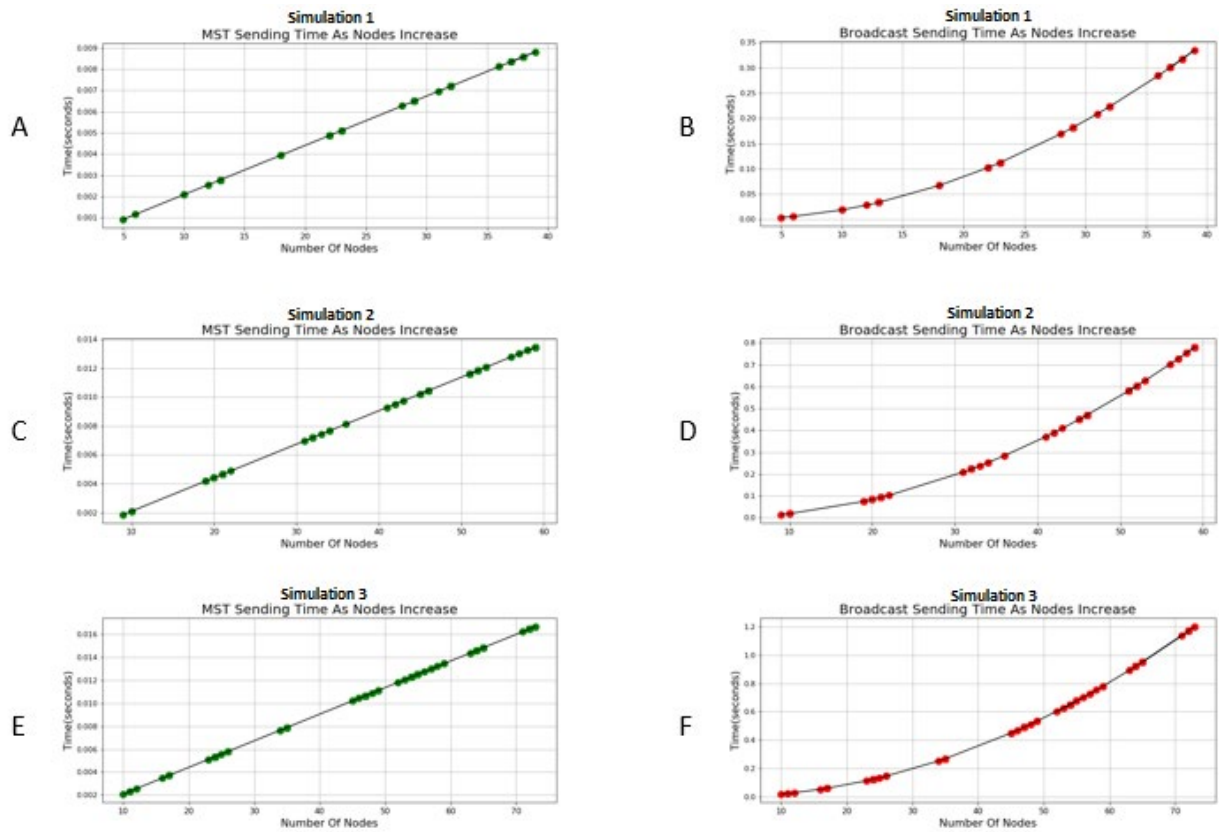 Simulation 1
MST Sending Time As Nodes Increase
A
Time(seconds)
0.009
0.008
0.007
0.006
0.005
0.004
0.003
0.002
0.001
5 10 15 20 25 30 35 40
Number Of Nodes
Simulation 1
Broadcast Sending Time As Nodes Increase
B
Time(seconds)
0.35
0.30
0.25
0.20
0.15
0.10
0.05
0.00
5 10 15 20 25 30 35 40
Number Of Nodes
Simulation 2
MST Sending Time As Nodes Increase
C
Time(seconds)
0.014
0.012
0.010
0.008
0.006
0.004
0.002
10 20 30 40 50 60
Number Of Nodes
Simulation 2
Broadcast Sending Time As Nodes Increase
D
Time(seconds)
0.8
0.7
0.6
0.5
0.4
0.3
0.2
0.1
0.0
10 20 30 40 50 60
Number Of Nodes
Simulation 3
MST Sending Time As Nodes Increase
E
Time(seconds)
0.016
0.014
0.012
0.010
0.008
0.006
0.004
0.002
10 20 30 40 50 60 70
Number Of Nodes
Simulation 3
Broadcast Sending Time As Nodes Increase
F
Time(seconds)
1.2
1.0
0.8
0.6
0.4
0.2
0.0
10 20 30 40 50 60 70
Number Of Nodes